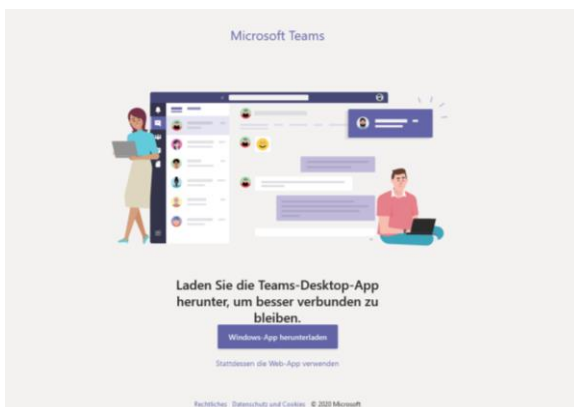 Microsoft Teams
Laden Sie die Teams-Desktop-App
herunter, um besser verbunden zu
bleiben.
Windows-App herunterladen
Stattdessen die Web-App verwenden
Rechtliches Datenschutz und Cookies © 2020 Microsoft